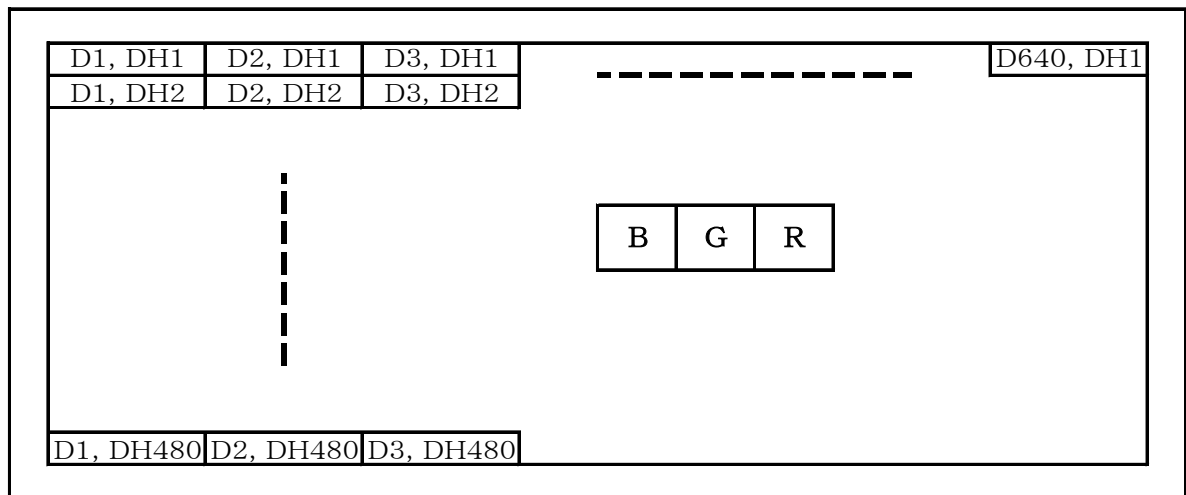 D1, DH1 D2, DH1 D3, DH1 D640, DH1
D1, DH2 D2, DH2 D3, DH2
B G R
D1, DH480 D2, DH480 D3, DH480